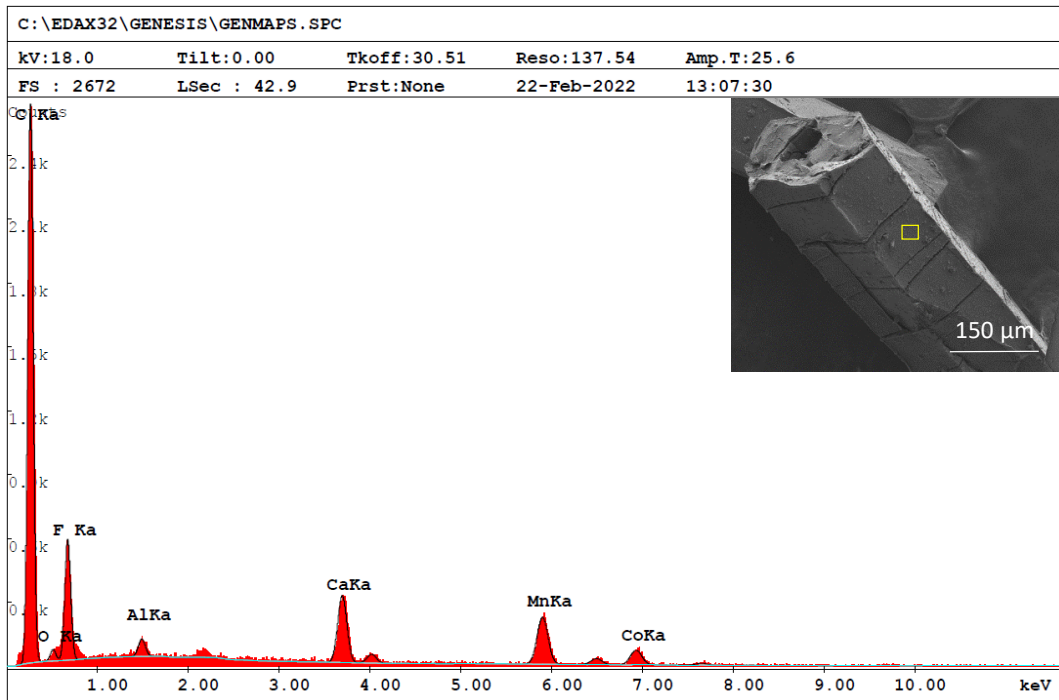 C:\EDAX32\GENESIS\GENMAPS.SPC
kV:18.0 Tilt:0.00 Tkoff:30.51 Reso:137.54 Amp.T:25.6
FS : 2672 LSec : 42.9 Prst:None 22-Feb-2022 13:07:30
Counts
C Ka
2.4k
2.1k
150 µm
F Ka
CaKa
MnKa
AlKa
O Ka
CoKa
1.00 2.00 3.00 4.00 5.00 6.00 7.00 8.00 9.00 10.00 keV